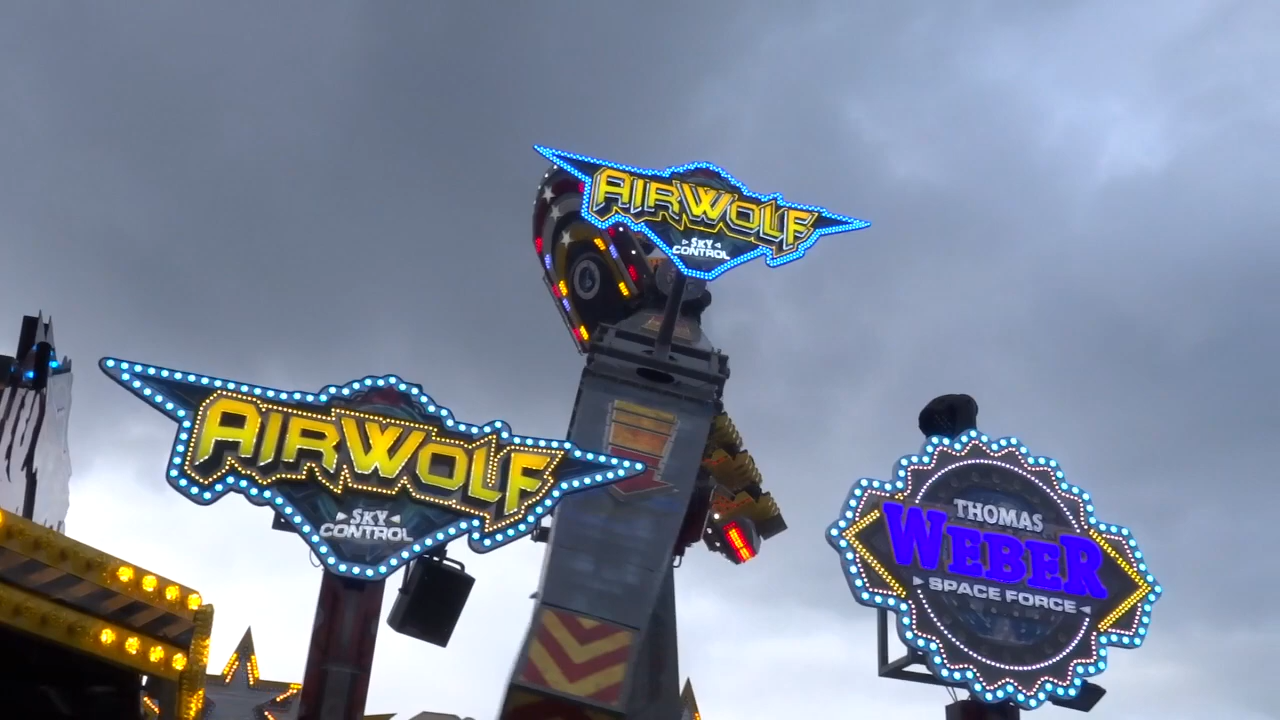 AIRWOLF
SKY
CONTROL
AIRWOLF
SKY
CONTROL
THOMAS
WEBER
SPACE FORCE